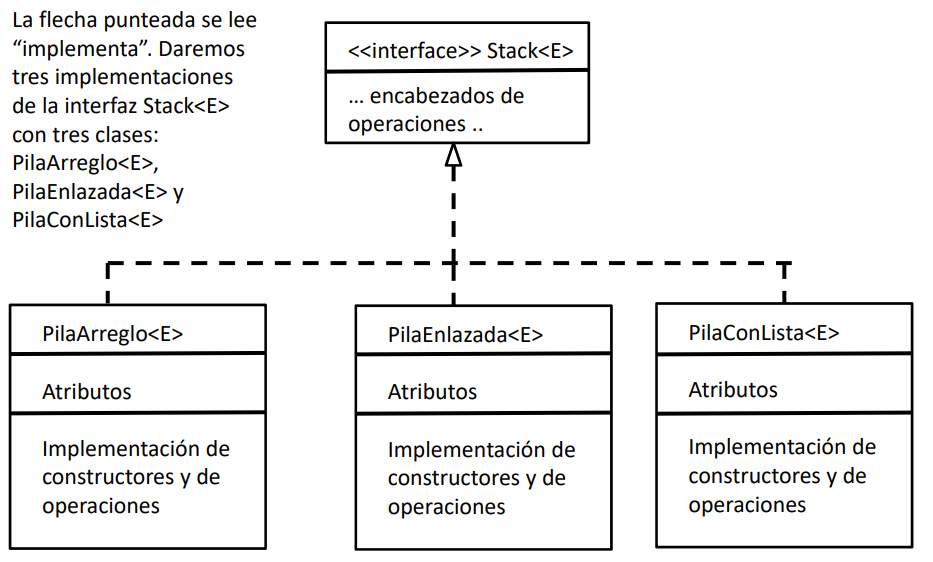 La flecha punteada se lee
“implementa”. Daremos
tres implementaciones
de la interfaz Stack<E>
con tres clases:
PilaArreglo<E>,
PilaEnlazada<E> y
PilaConLista<E>
<<interface>> Stack<E>
... encabezados de
operaciones ..
PilaArreglo<E>
Atributos
Implementación de
constructores y de
operaciones
PilaEnlazada<E>
Atributos
Implementación de
constructores y de
operaciones
PilaConLista<E>
Atributos
Implementación de
constructores y de
operaciones